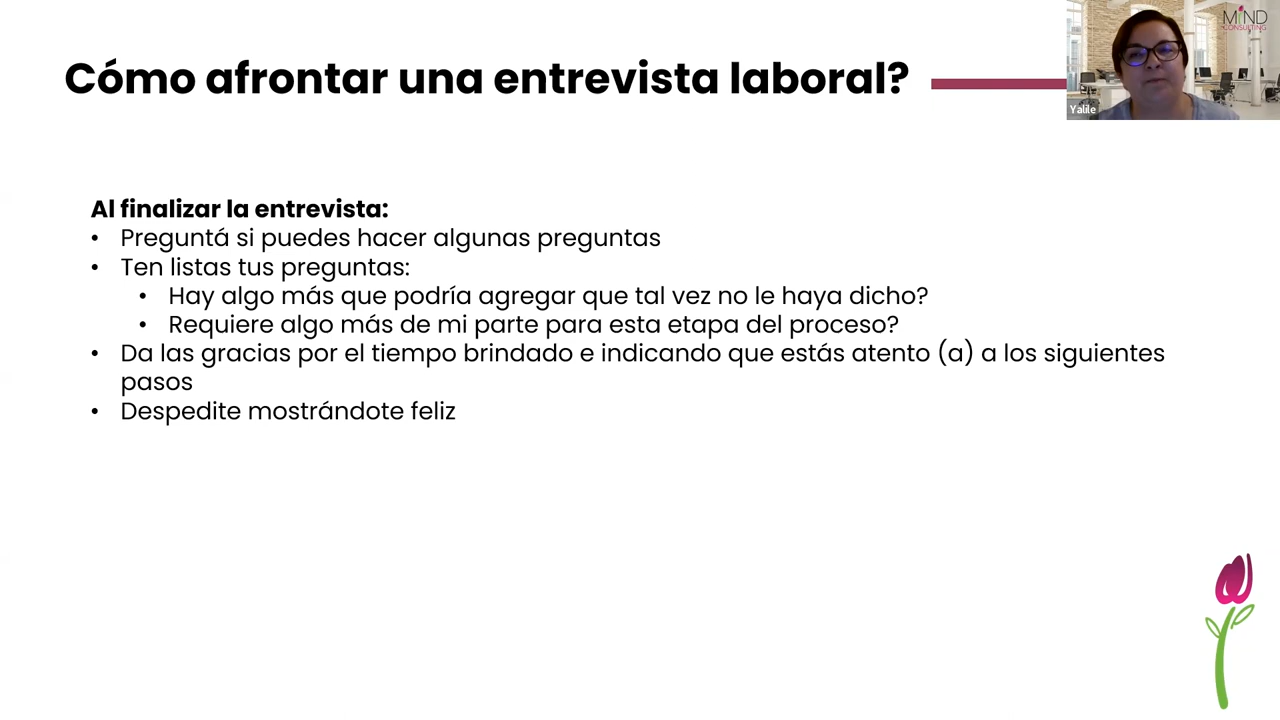 Cómo afrontar una entrevista laboral?
MiND
CONSULTING
Yalile
Al finalizar la entrevista:
• Preguntá si puedes hacer algunas preguntas
• Ten listas tus preguntas:
• Hay algo más que podría agregar que tal vez no le haya dicho?
• Requiere algo más de mi parte para esta etapa del proceso?
• Da las gracias por el tiempo brindado e indicando que estás atento (a) a los siguientes
pasos
• Despedite mostrándote feliz